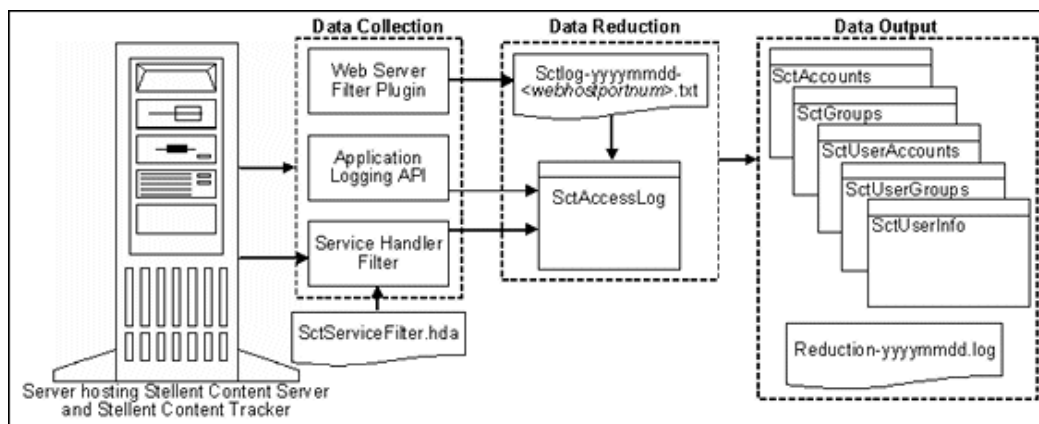 Data Collection
Data Reduction
Data Output
Web Server
Filter Plugin
Application
Logging API
Service Handler
Filter
SctServiceFilter.hda
Sctlog-yyyymmdd-
<webhostportnum>.txt
SctAccessLog
SctAccounts
SctGroups
SctUserAccounts
SctUserGroups
SctUserInfo
Reduction-yyyymmdd.log
Server hosting Stellent Content Server
and Stellent Content Tracker